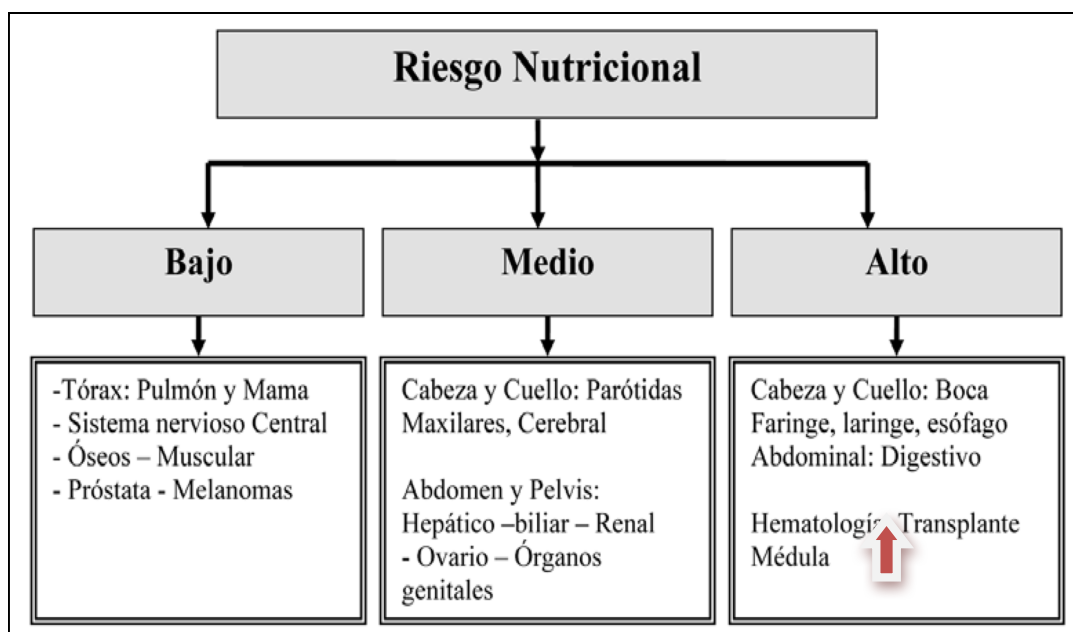 Riesgo Nutricional
Bajo
Medio
Alto
-Tórax: Pulmón y Mama
- Sistema nervioso Central
- Óseos – Muscular
- Próstata - Melanomas
Cabeza y Cuello: Parótidas
Maxilares, Cerebral
Abdomen y Pelvis:
Hepático –biliar – Renal
- Ovario – Órganos
genitales
Cabeza y Cuello: Boca
Faringe, laringe, esófago
Abdominal: Digestivo
Hematología Transplante
Médula